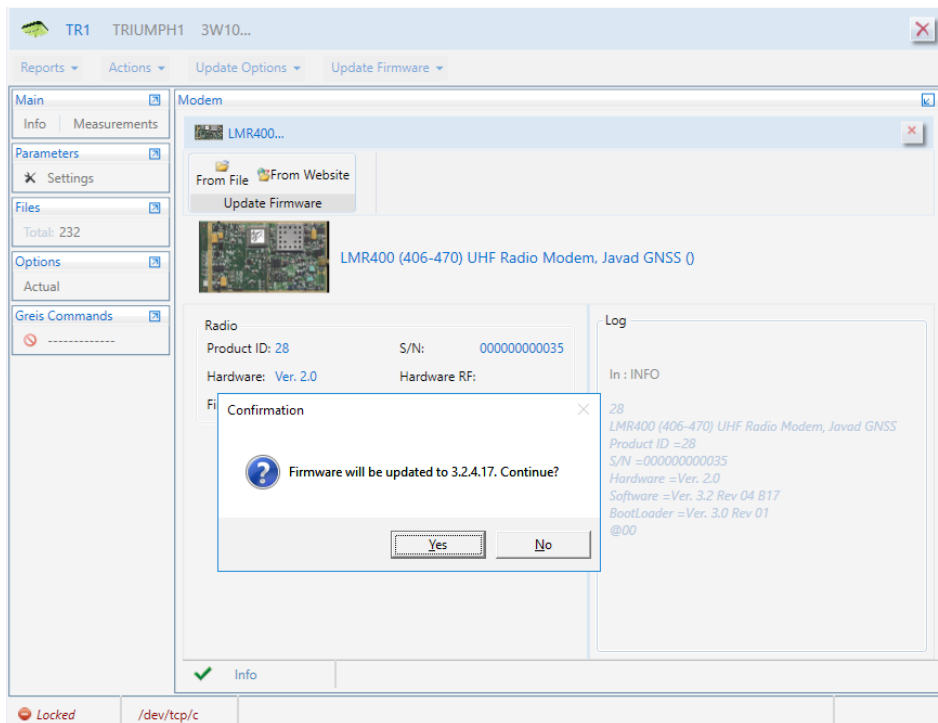 TR1 TRIUMPH1 3W10...
Reports Actions Update Options Update Firmware
Main
Info Measurements
Parameters
Settings
Files
Total: 232
Options
Actual
Greis Commands
-------------
Modem
LMR400...
From File From Website
Update Firmware
LMR400 (406-470) UHF Radio Modem, Javad GNSS ()
Radio
Product ID: 28 S/N: 000000000035
Hardware: Ver. 2.0 Hardware RF:
Fi
Confirmation
Firmware will be updated to 3.2.4.17. Continue?
Yes No
Log
In : INFO
28
LMR400 (406-470) UHF Radio Modem, Javad GNSS
Product ID =28
S/N =000000000035
Hardware =Ver. 2.0
Software =Ver. 3.2 Rev 04 B17
BootLoader =Ver. 3.0 Rev 01
@00
Info
Locked /dev/tcp/c